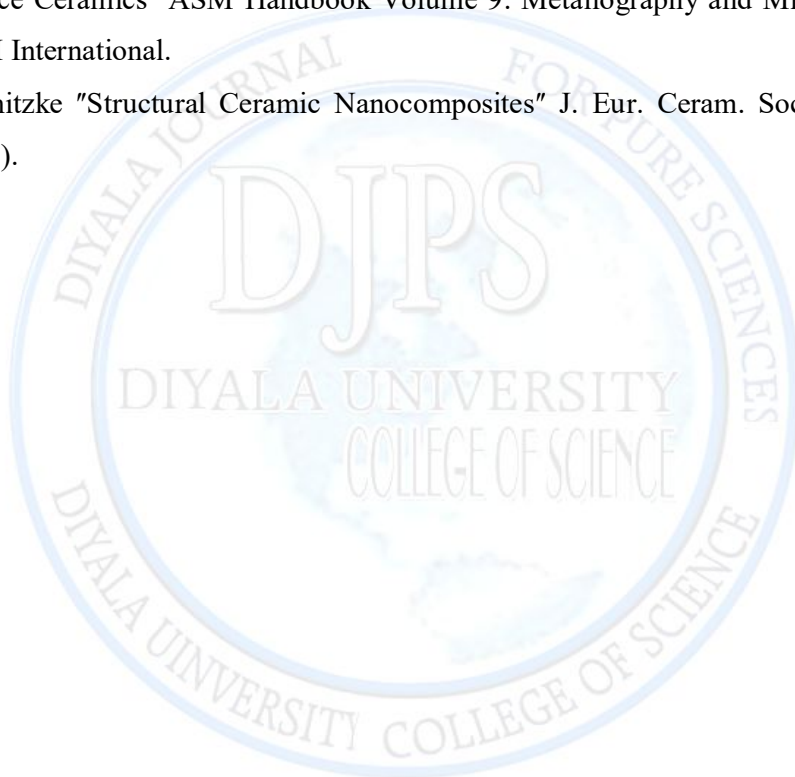 ce Ceramics" ASM Handbook Volume 9: Metallography and Mi
International.
nitzke "Structural Ceramic Nanocomposites" J. Eur. Ceram. Soc
).
DIYALA JOURNAL FOR PURE SCIENCES
DJPS
DIYALA UNIVERSITY
COLLEGE OF SCIENCE
DIYALA UINVERSITY COLLEGE OF SCIENCE